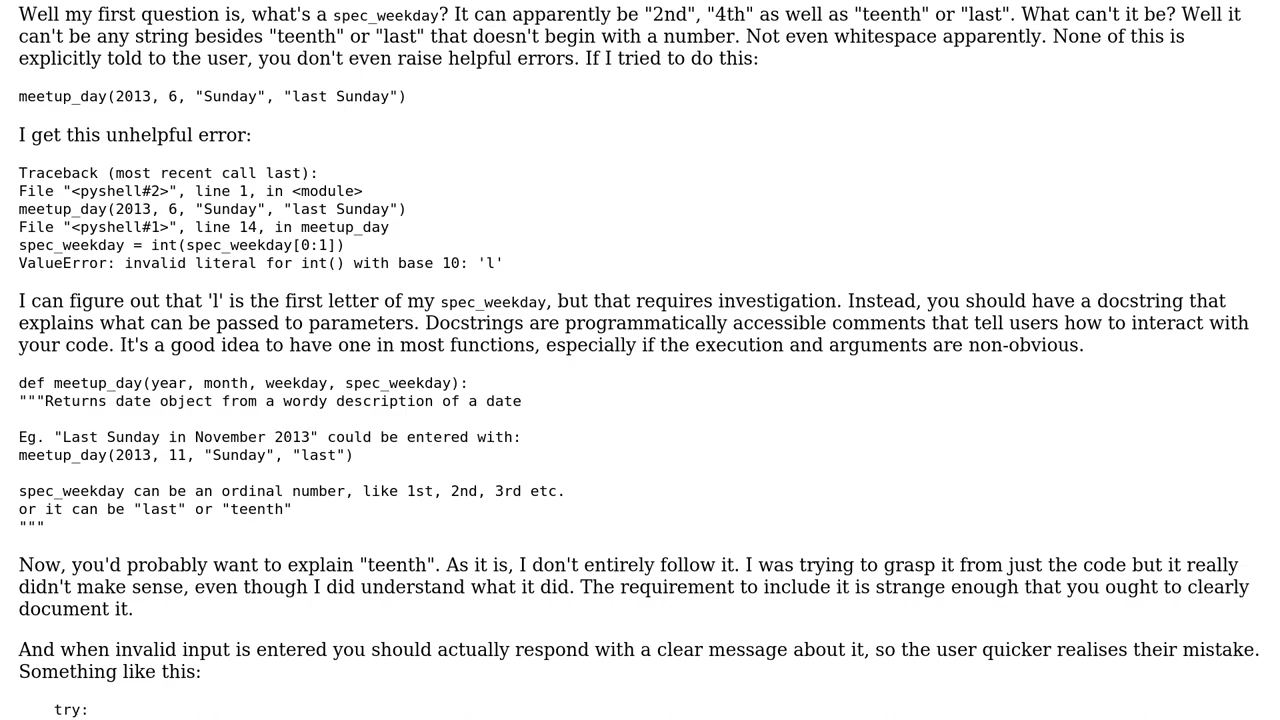 Well my first question is, what's a spec_weekday? It can apparently be "2nd", "4th" as well as "teenth" or "last". What can't it be? Well it
can't be any string besides "teenth" or "last" that doesn't begin with a number. Not even whitespace apparently. None of this is
explicitly told to the user, you don't even raise helpful errors. If I tried to do this:
meetup_day(2013, 6, "Sunday", "last Sunday")
I get this unhelpful error:
Traceback (most recent call last):
File "<pyshell#2>", line 1, in <module>
meetup_day(2013, 6, "Sunday", "last Sunday")
File "<pyshell#1>", line 14, in meetup_day
spec_weekday = int(spec_weekday[0:1])
ValueError: invalid literal for int() with base 10: 'l'
I can figure out that 'l' is the first letter of my spec_weekday, but that requires investigation. Instead, you should have a docstring that
explains what can be passed to parameters. Docstrings are programmatically accessible comments that tell users how to interact with
your code. It's a good idea to have one in most functions, especially if the execution and arguments are non-obvious.
def meetup_day(year, month, weekday, spec_weekday):
"""Returns date object from a wordy description of a date
Eg. "Last Sunday in November 2013" could be entered with:
meetup_day(2013, 11, "Sunday", "last")
spec_weekday can be an ordinal number, like 1st, 2nd, 3rd etc.
or it can be "last" or "teenth"
"""
Now, you'd probably want to explain "teenth". As it is, I don't entirely follow it. I was trying to grasp it from just the code but it really
didn't make sense, even though I did understand what it did. The requirement to include it is strange enough that you ought to clearly
document it.
And when invalid input is entered you should actually respond with a clear message about it, so the user quicker realises their mistake.
Something like this:
try: